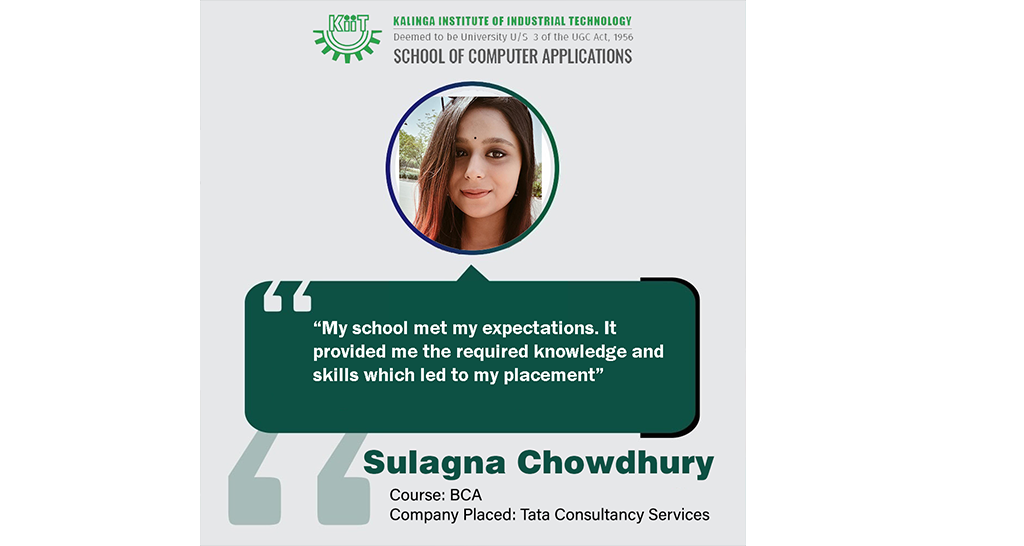 KiiT
KALINGA INSTITUTE OF INDUSTRIAL TECHNOLOGY
Deemed to be University U/S 3 of the UGC Act, 1956
SCHOOL OF COMPUTER APPLICATIONS
“My school met my expectations. It
provided me the required knowledge and
skills which led to my placement”
Sulagna Chowdhury
Course: BCA
Company Placed: Tata Consultancy Services